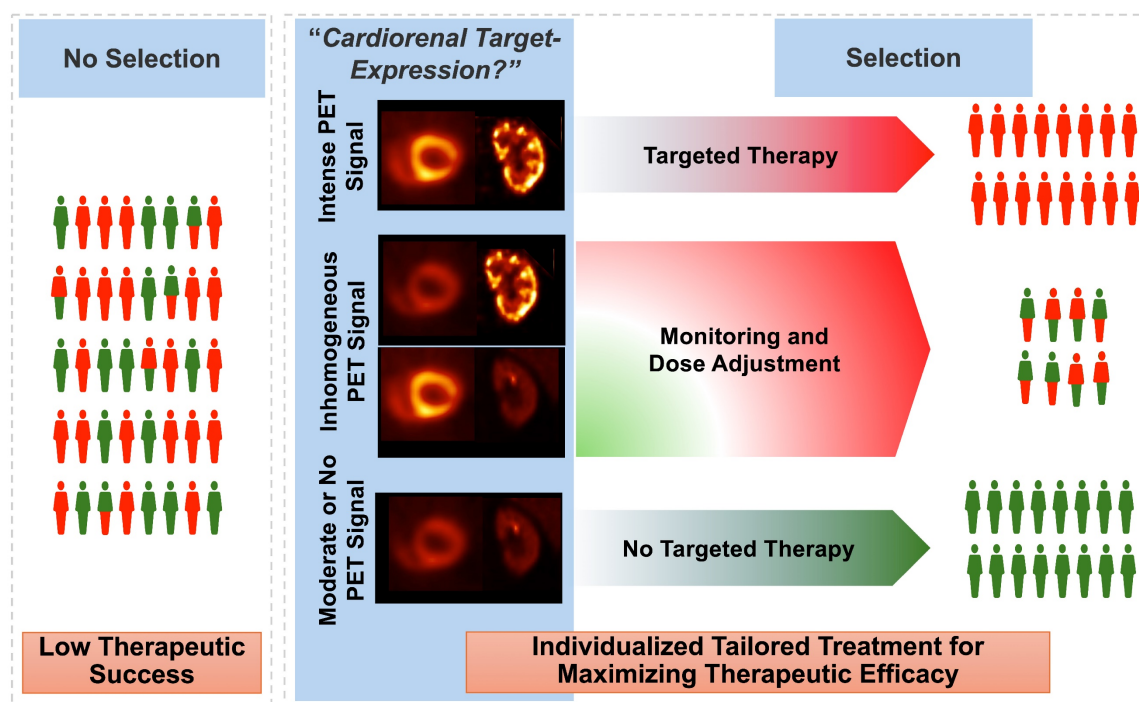 No Selection
Low Therapeutic
Success
“Cardiorenal Target-
Expression?”
Intense PET
Signal
Inhomogeneous
PET Signal
Moderate or No
PET Signal
Selection
Targeted Therapy
Monitoring and
Dose Adjustment
No Targeted Therapy
Individualized Tailored Treatment for
Maximizing Therapeutic Efficacy